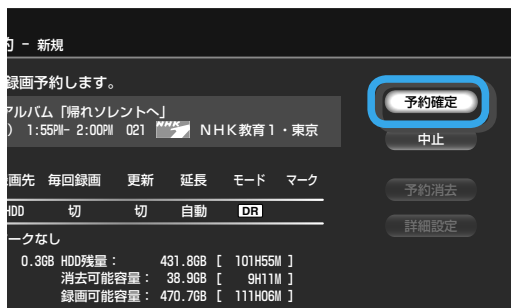 約 - 新規
録画予約します。
アルバム「帰れソレントへ」
) 1:55PM- 2:00PM 021 NHK NHK教育1・東京
画先 毎回録画 更新 延長 モード マーク
HDD 切 切 自動 DR
ークなし
0.3GB HDD残量： 431.8GB [ 101H55M ]
消去可能容量： 38.9GB [ 9H11M ]
録画可能容量： 470.7GB [ 111H06M ]
予約確定
中止
予約消去
詳細設定